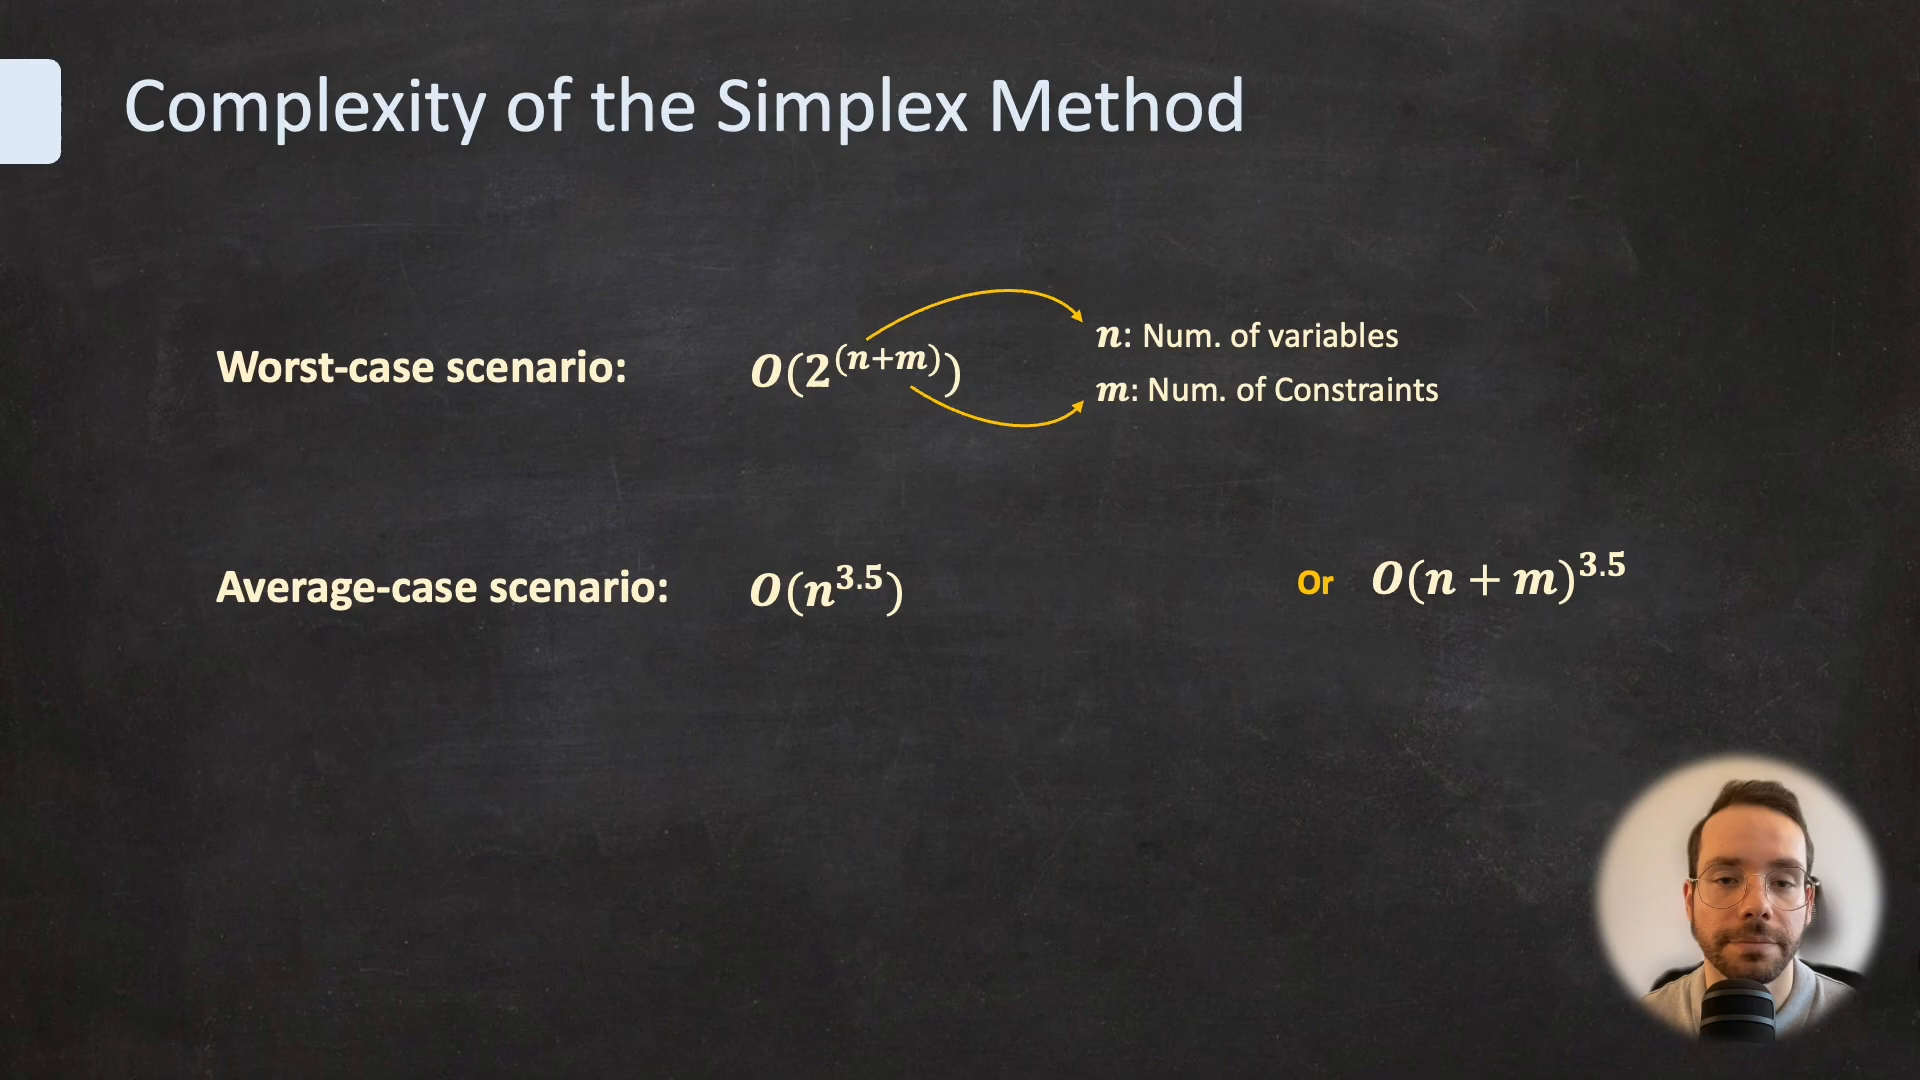 Complexity of the Simplex Method
Worst-case scenario: O(2^(n+m))
n: Num. of variables
m: Num. of Constraints
Average-case scenario: O(n^3.5) Or O(n + m)^3.5